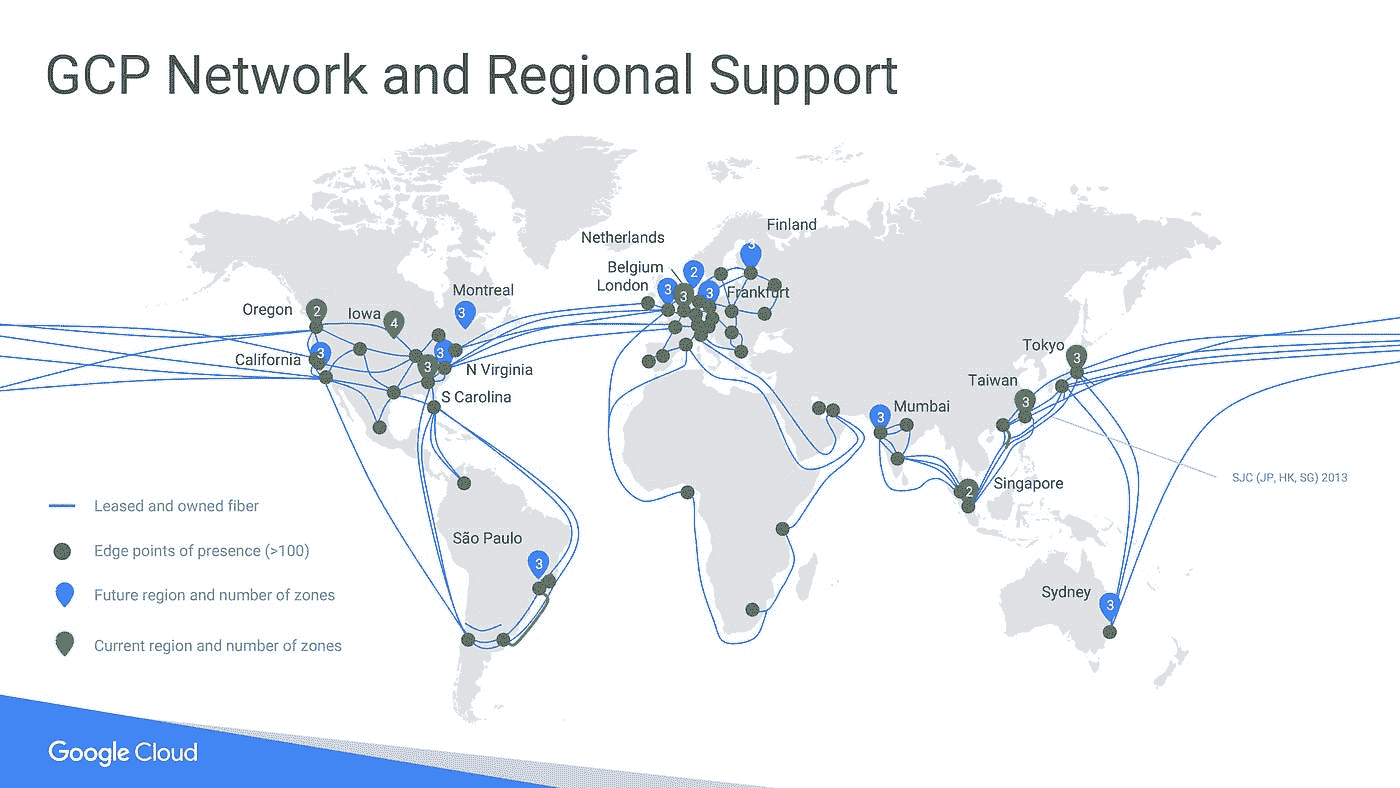 GCP Network and Regional Support
Finland
3
Netherlands
Belgium
2
London
3
3
3
Frankfurt
Montreal
3
Oregon
2
Iowa
4
California
3
3
N Virginia
3
S Carolina
Tokyo
3
Taiwan
3
Mumbai
3
Singapore
2
SJC (JP, HK, SG) 2013
São Paulo
3
Sydney
3
Leased and owned fiber
Edge points of presence (>100)
Future region and number of zones
Current region and number of zones
Google Cloud